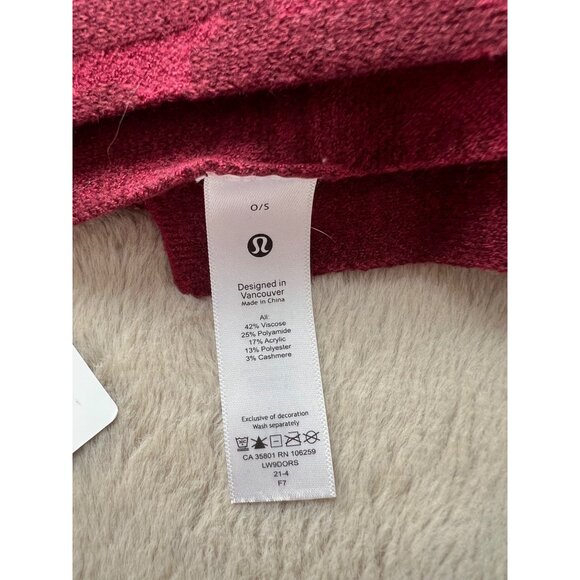 O/S
Designed in
Vancouver
Made in China
All:
42% Viscose
25% Polyamide
17% Acrylic
13% Polyester
3% Cashmere
Exclusive of decoration
Wash separately
CA 35801 RN 106259
LW9DORS
21-4
F7